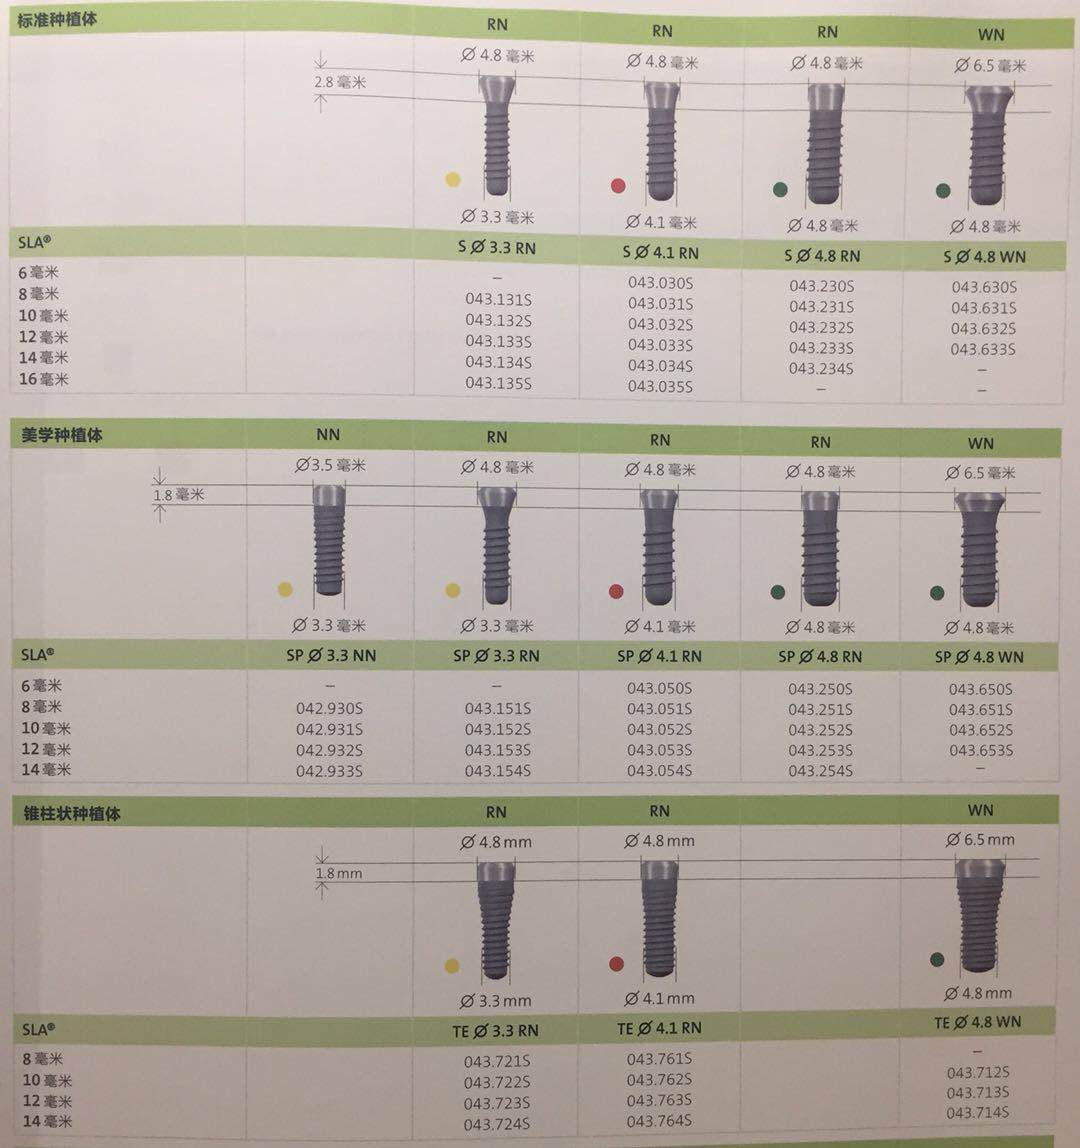 标准种植体 RN RN RN WN
Ø 4.8 毫米 Ø 4.8 毫米 Ø 4.8 毫米 Ø 6.5 毫米
2.8 毫米
Ø 3.3 毫米 Ø 4.1 毫米 Ø 4.8 毫米 Ø 4.8 毫米
SLA® S Ø 3.3 RN S Ø 4.1 RN S Ø 4.8 RN S Ø 4.8 WN
6 毫米 – 043.030S 043.230S 043.630S
8 毫米 043.131S 043.031S 043.231S 043.631S
10 毫米 043.132S 043.032S 043.232S 043.632S
12 毫米 043.133S 043.033S 043.233S 043.633S
14 毫米 043.134S 043.034S 043.234S –
16 毫米 043.135S 043.035S – –
美学种植体 NN RN RN RN WN
Ø3.5 毫米 Ø 4.8 毫米 Ø 4.8 毫米 Ø 4.8 毫米 Ø 6.5 毫米
1.8 毫米
Ø 3.3 毫米 Ø 3.3 毫米 Ø 4.1 毫米 Ø 4.8 毫米 Ø 4.8 毫米
SLA® SP Ø 3.3 NN SP Ø 3.3 RN SP Ø 4.1 RN SP Ø 4.8 RN SP Ø 4.8 WN
6 毫米 – – 043.050S 043.250S 043.650S
8 毫米 042.930S 043.151S 043.051S 043.251S 043.651S
10 毫米 042.931S 043.152S 043.052S 043.252S 043.652S
12 毫米 042.932S 043.153S 043.053S 043.253S 043.653S
14 毫米 042.933S 043.154S 043.054S 043.254S –
锥柱状种植体 RN RN WN
Ø 4.8 mm Ø 4.8 mm Ø 6.5 mm
1.8 mm
Ø 3.3 mm Ø 4.1 mm Ø 4.8 mm
SLA® TE Ø 3.3 RN TE Ø 4.1 RN TE Ø 4.8 WN
8 毫米 043.721S 043.761S –
10 毫米 043.722S 043.762S 043.712S
12 毫米 043.723S 043.763S 043.713S
14 毫米 043.724S 043.764S 043.714S